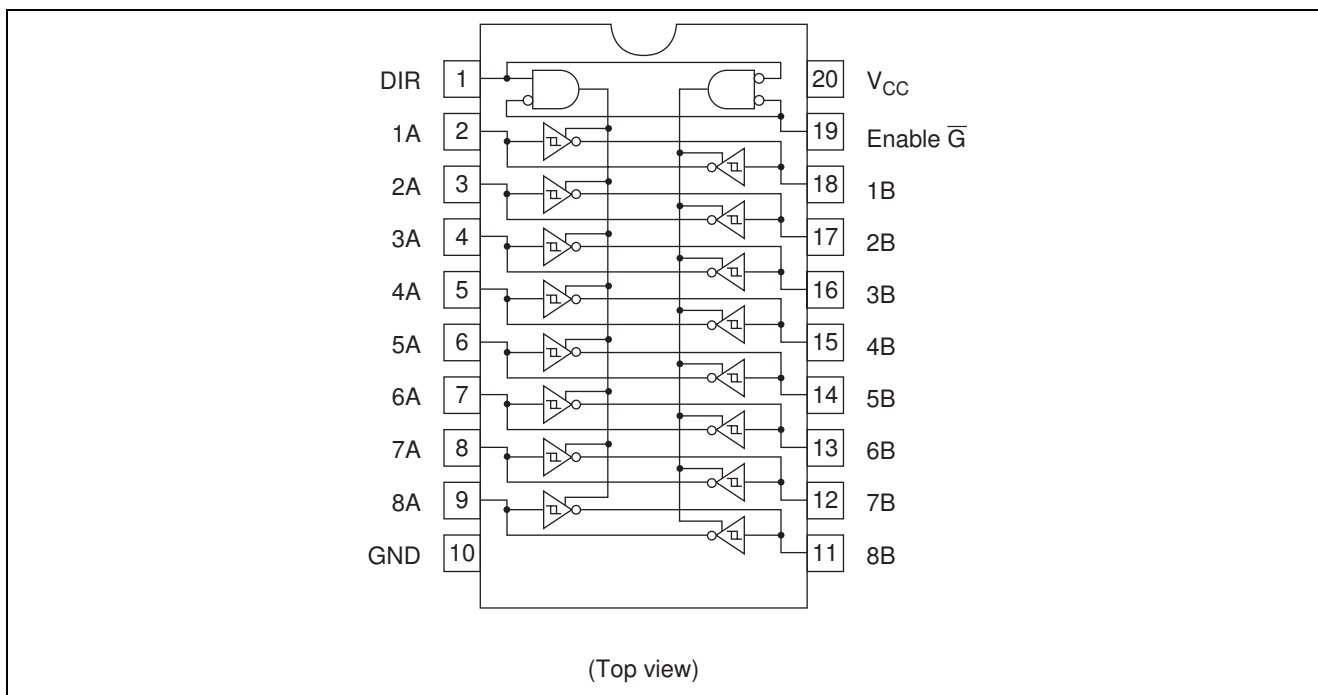 DIR 1 20 V_CC
1A 2 19 Enable G̅
2A 3 18 1B
3A 4 17 2B
4A 5 16 3B
5A 6 15 4B
6A 7 14 5B
7A 8 13 6B
8A 9 12 7B
GND 10 11 8B
(Top view)